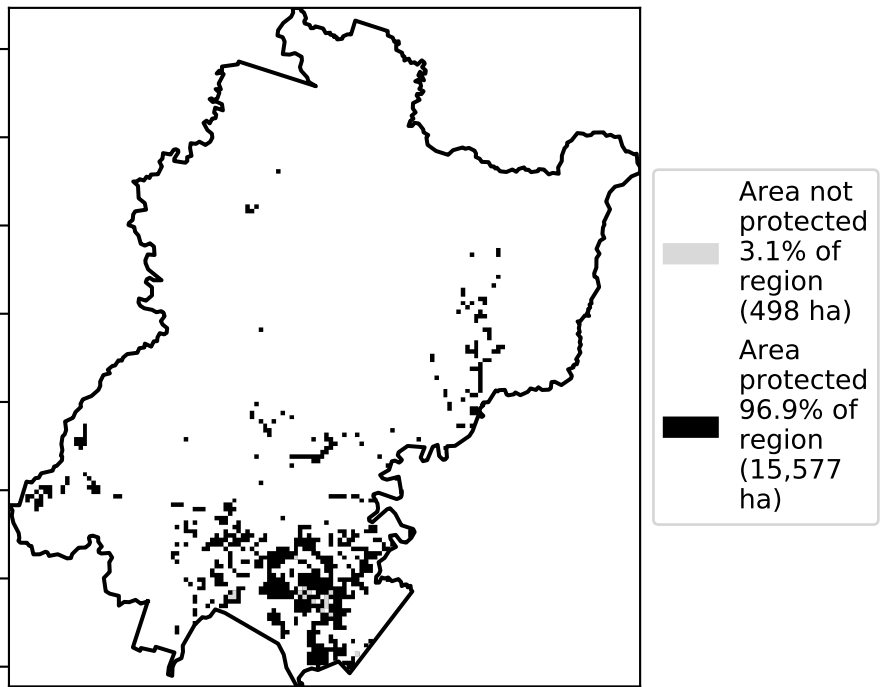 Area not
protected
3.1% of
region
(498 ha)
Area
protected
96.9% of
region
(15,577
ha)